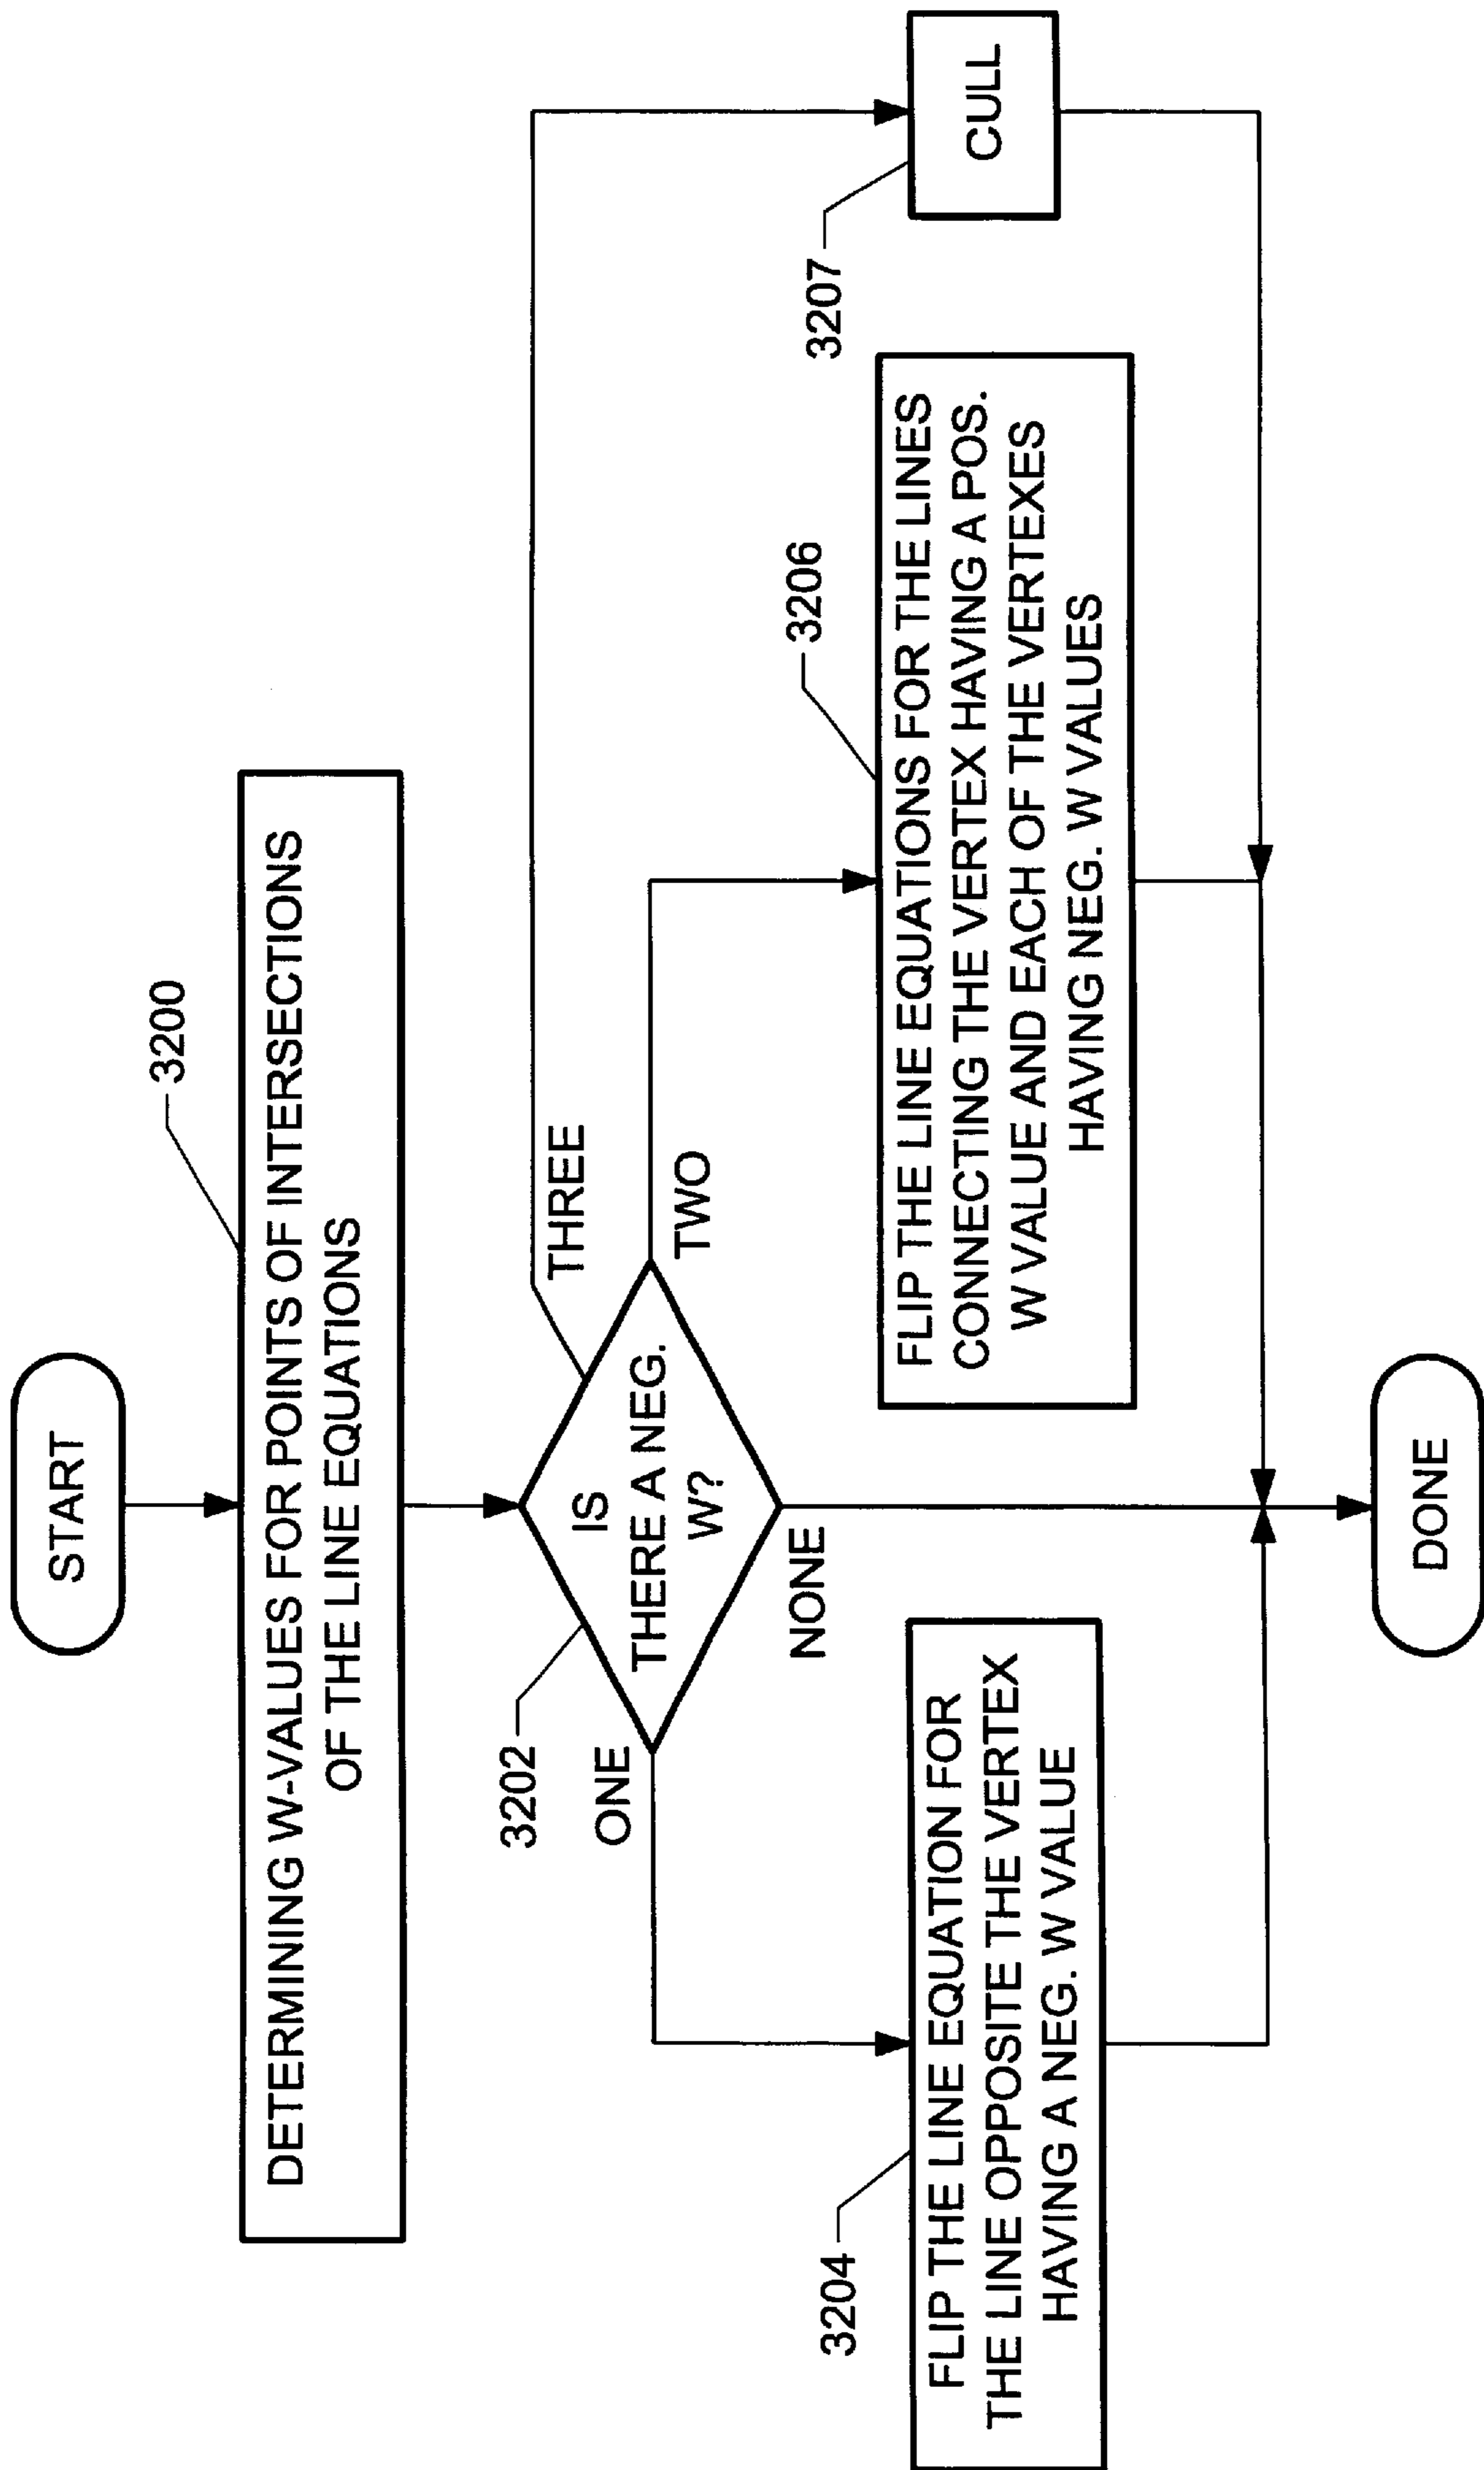 START
3200
DETERMINING W-VALUES FOR POINTS OF INTERSECTIONS
OF THE LINE EQUATIONS
3202
IS
THERE A NEG.
W?
ONE
NONE
TWO
THREE
3204
FLIP THE LINE EQUATION FOR
THE LINE OPPOSITE THE VERTEX
HAVING A NEG. W VALUE
3206
FLIP THE LINE EQUATIONS FOR THE LINES
CONNECTING THE VERTEX HAVING A POS.
W VALUE AND EACH OF THE VERTEXES
HAVING NEG. W VALUES
3207
CULL
DONE